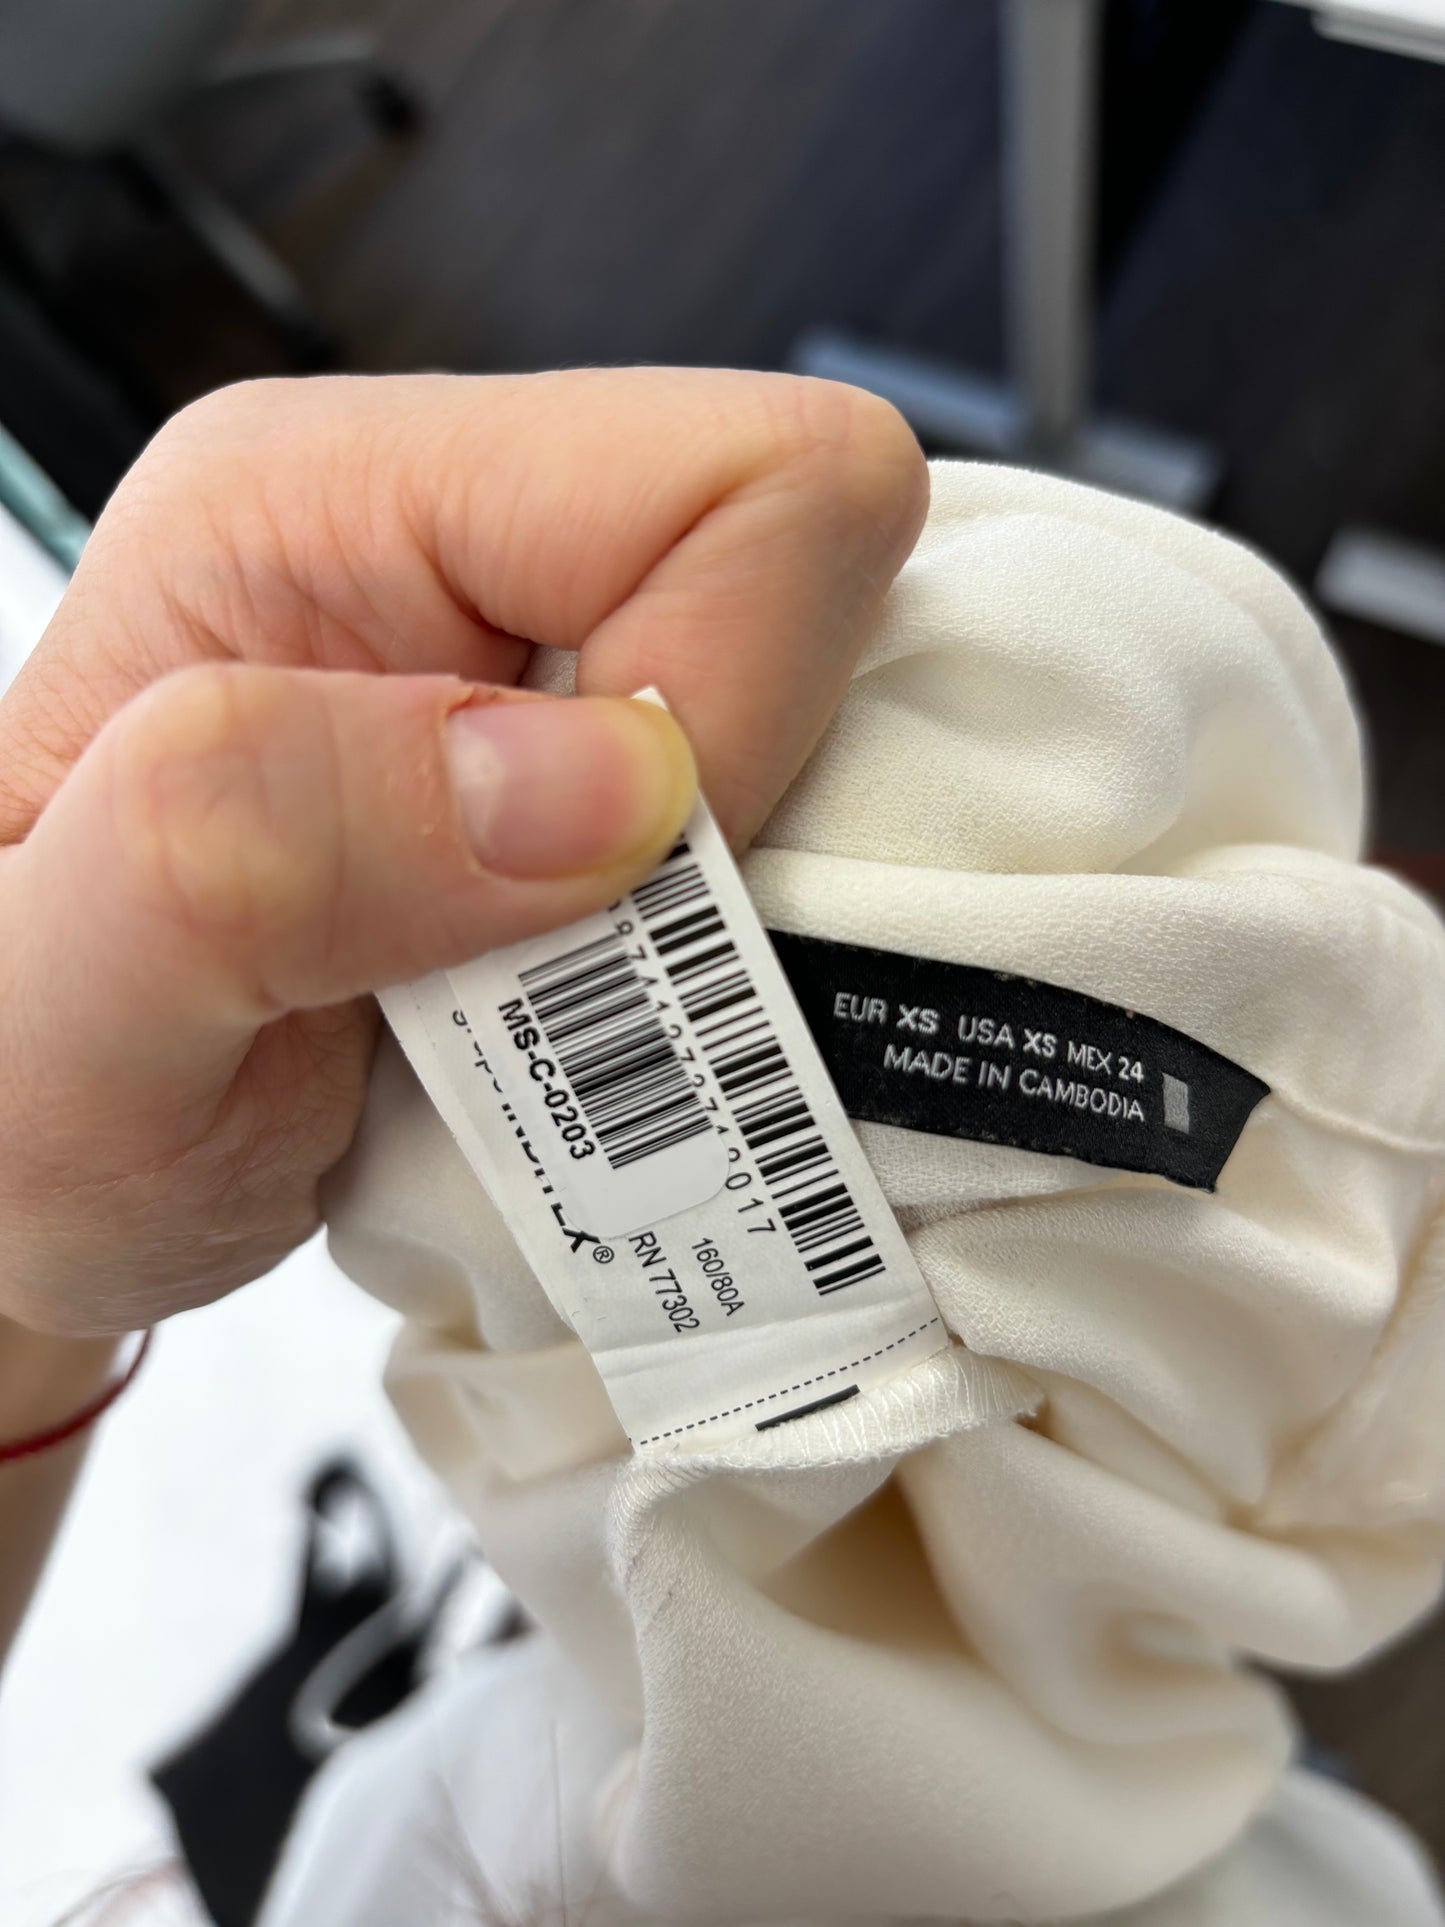 MS-C-0203
RN 77302
160/80A
EUR XS USA XS MEX 24
MADE IN CAMBODIA